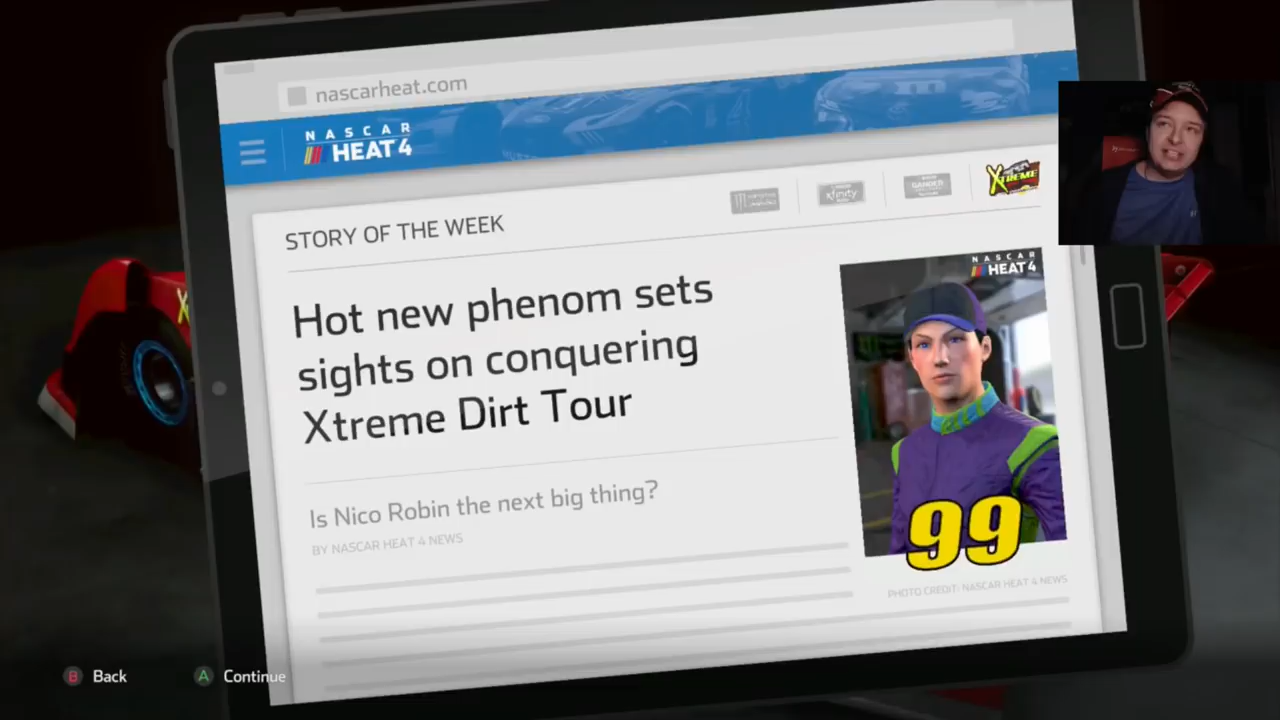 nascarheat.com
NASCAR
HEAT 4
xfinity
XTREME
STORY OF THE WEEK
Hot new phenom sets
sights on conquering
Xtreme Dirt Tour
NASCAR
HEAT 4
Is Nico Robin the next big thing?
BY NASCAR HEAT 4 NEWS
99
PHOTO CREDIT: NASCAR HEAT 4 NEWS
B Back
A Continue